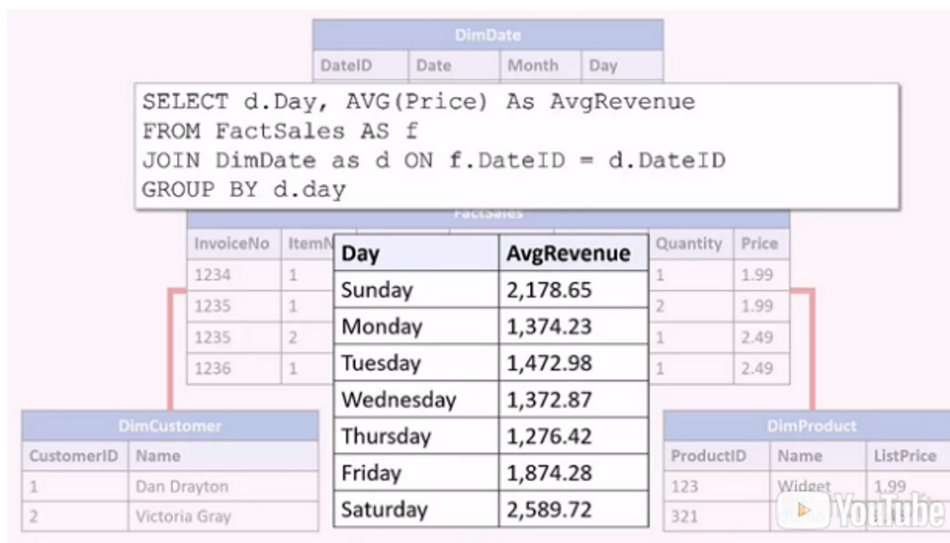 DimDate
DateID Date Month Day
SELECT d.Day, AVG(Price) As AvgRevenue
FROM FactSales AS f
JOIN DimDate as d ON f.DateID = d.DateID
GROUP BY d.day
FactSales
InvoiceNo ItemN Quantity Price
1234 1 1 1.99
1235 1 2 1.99
1235 2 1 2.49
1236 1 1 2.49
Day AvgRevenue
Sunday 2,178.65
Monday 1,374.23
Tuesday 1,472.98
Wednesday 1,372.87
Thursday 1,276.42
Friday 1,874.28
Saturday 2,589.72
DimCustomer
CustomerID Name
1 Dan Drayton
2 Victoria Gray
DimProduct
ProductID Name ListPrice
123 Widget 1.99
321
YouTube